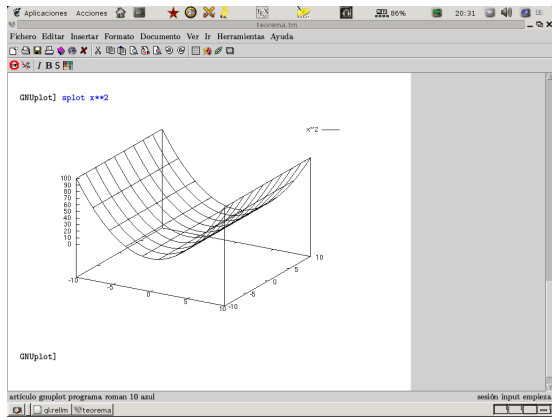 Aplicaciones Acciones 86% 20:31
teorema.tm
Fichero Editar Insertar Formato Documento Ver Ir Herramientas Ayuda
I B S
GNUplot] splot x**2
x**2
100
90
80
70
60
50
40
30
20
10
0
-10
-5
0
5
10
-10
-5
0
5
10
GNUplot]
artículo gnuplot programa roman 10 azul sesión input empieza
gl:rellm teorema